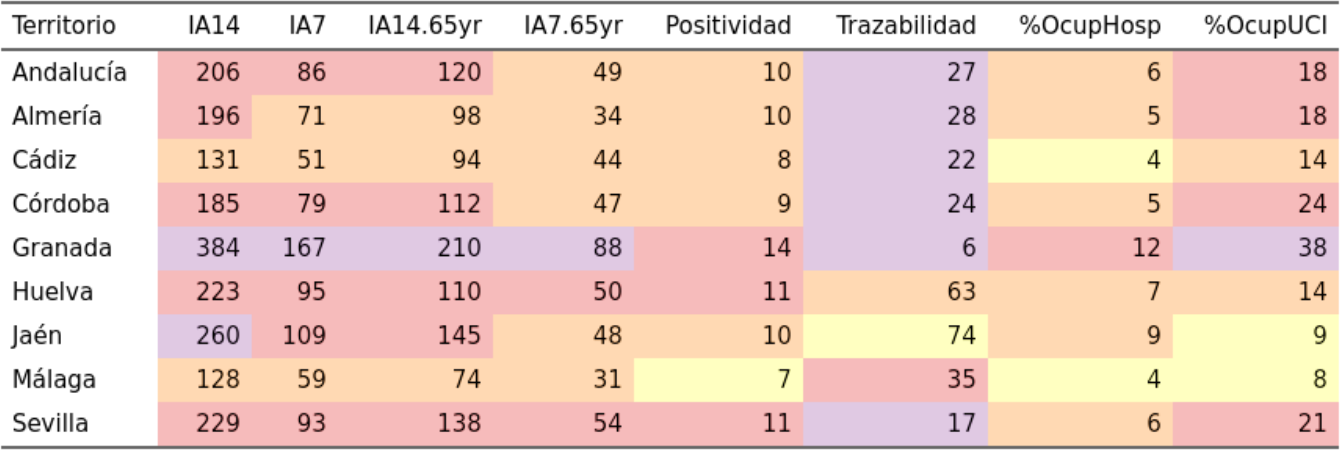 Territorio IA14 IA7 IA14.65yr IA7.65yr Positividad Trazabilidad %OcupHosp %OcupUCI
Andalucía 206 86 120 49 10 27 6 18
Almería 196 71 98 34 10 28 5 18
Cádiz 131 51 94 44 8 22 4 14
Córdoba 185 79 112 47 9 24 5 24
Granada 384 167 210 88 14 6 12 38
Huelva 223 95 110 50 11 63 7 14
Jaén 260 109 145 48 10 74 9 9
Málaga 128 59 74 31 7 35 4 8
Sevilla 229 93 138 54 11 17 6 21